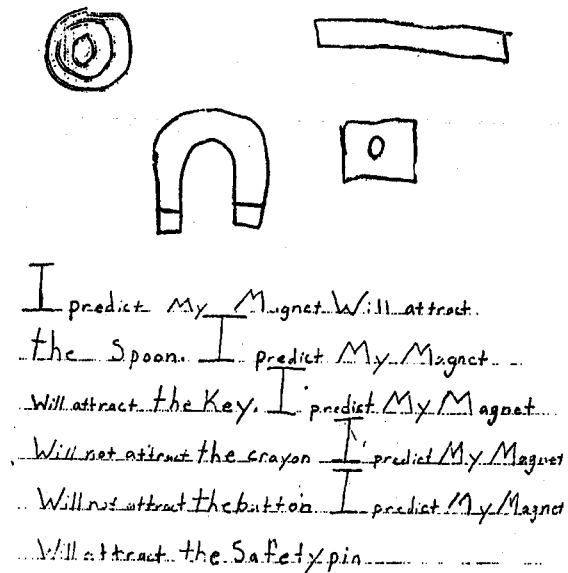 I predict My Magnet Will attract
the Spoon. I predict My Magnet
Will attract the Key. I predict My Magnet
Will not attract the crayon I predict My Magnet
Will not attract the button I predict My Magnet
Will attract the Safety pin